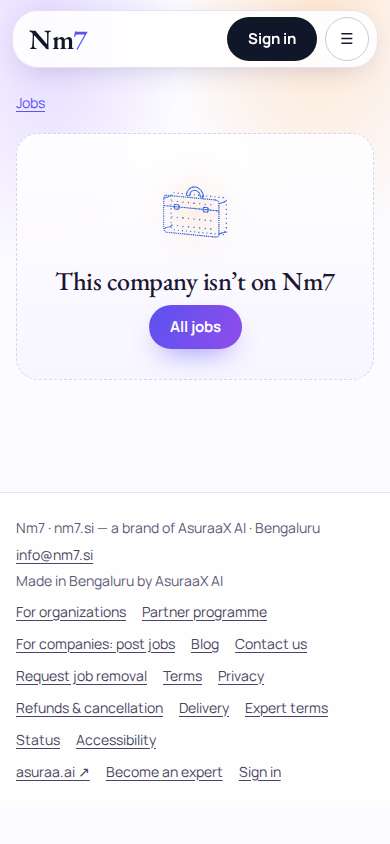 Nm7
Sign in
☰
Jobs
This company isn’t on Nm7
All jobs
Nm7 · nm7.si — a brand of AsuraaX AI · Bengaluru
info@nm7.si
Made in Bengaluru by AsuraaX AI
For organizations Partner programme
For companies: post jobs Blog Contact us
Request job removal Terms Privacy
Refunds & cancellation Delivery Expert terms
Status Accessibility
asuraa.ai ↗ Become an expert Sign in